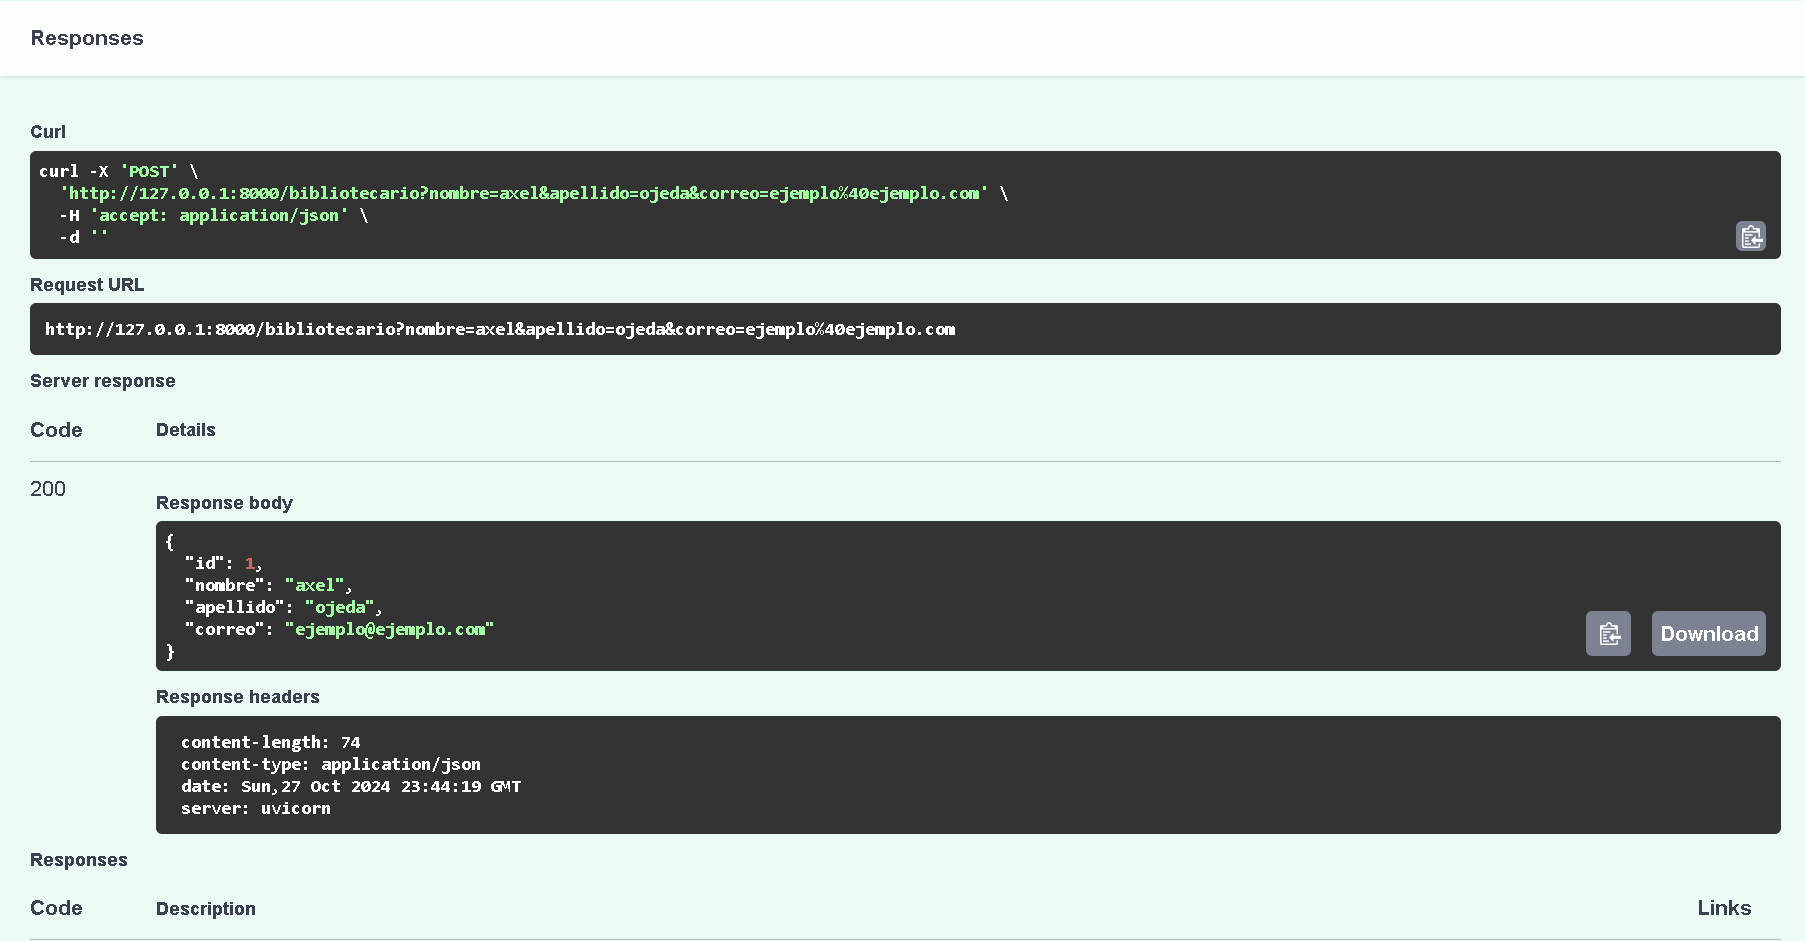 Responses
Curl
curl -X 'POST' \
  'http://127.0.0.1:8000/bibliotecario?nombre=axel&apellido=ojeda&correo=ejemplo%40ejemplo.com' \
  -H 'accept: application/json' \
  -d ''
Request URL
http://127.0.0.1:8000/bibliotecario?nombre=axel&apellido=ojeda&correo=ejemplo%40ejemplo.com
Server response
Code Details
200
Response body
{
  "id": 1,
  "nombre": "axel",
  "apellido": "ojeda",
  "correo": "ejemplo@ejemplo.com"
}
Download
Response headers
content-length: 74
content-type: application/json
date: Sun,27 Oct 2024 23:44:19 GMT
server: uvicorn
Responses
Code Description Links